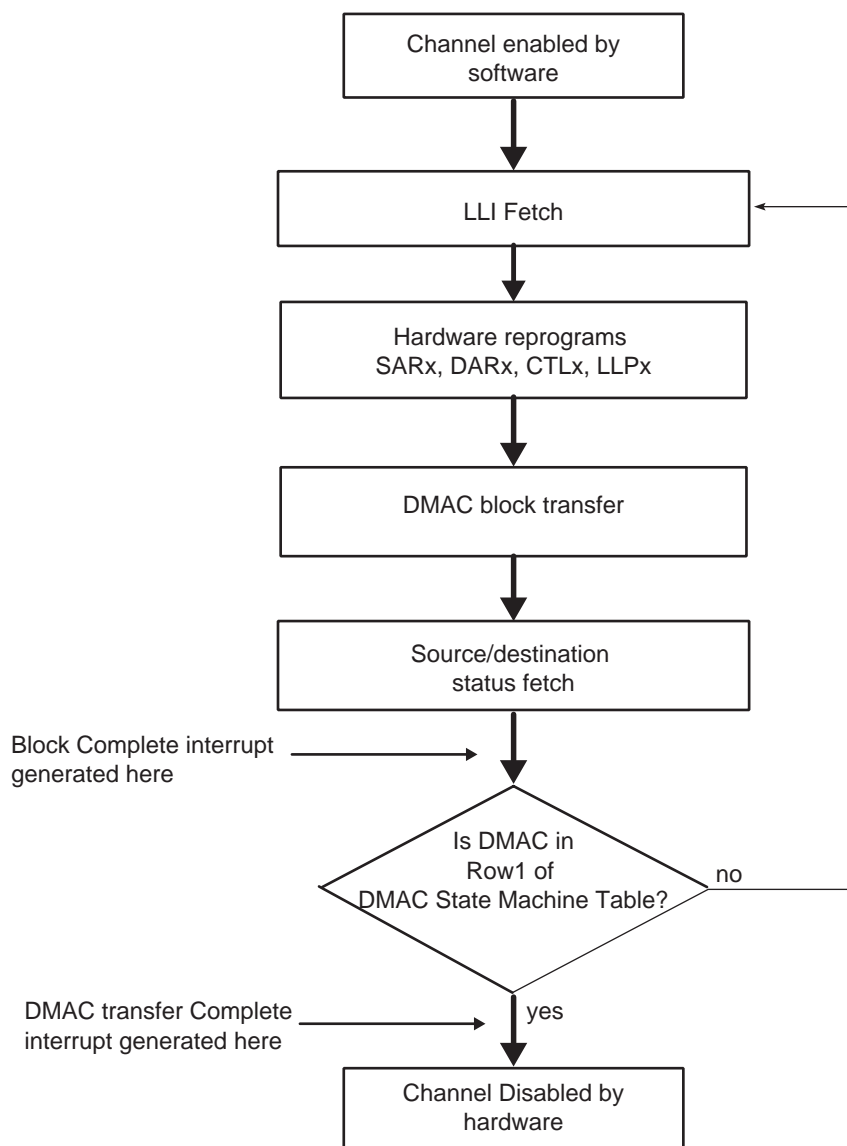 Channel enabled by
software
LLI Fetch
Hardware reprograms
SARx, DARx, CTLx, LLPx
DMAC block transfer
Source/destination
status fetch
Block Complete interrupt
generated here
Is DMAC in
Row1 of
DMAC State Machine Table?
no
DMAC transfer Complete
interrupt generated here
yes
Channel Disabled by
hardware